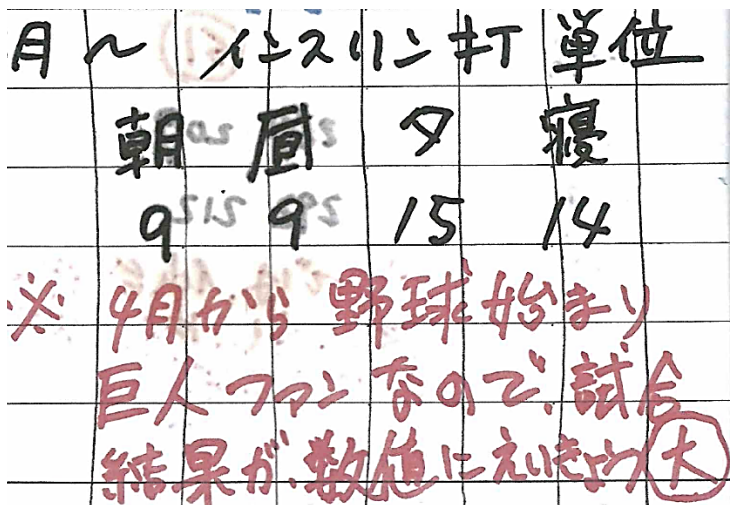 月〜 インスリン打単位
朝 昼 夕 寝
9 9 15 14
※ 4月から野球始まり
巨人ファンなので、試合
結果が、数値にえいきょう大